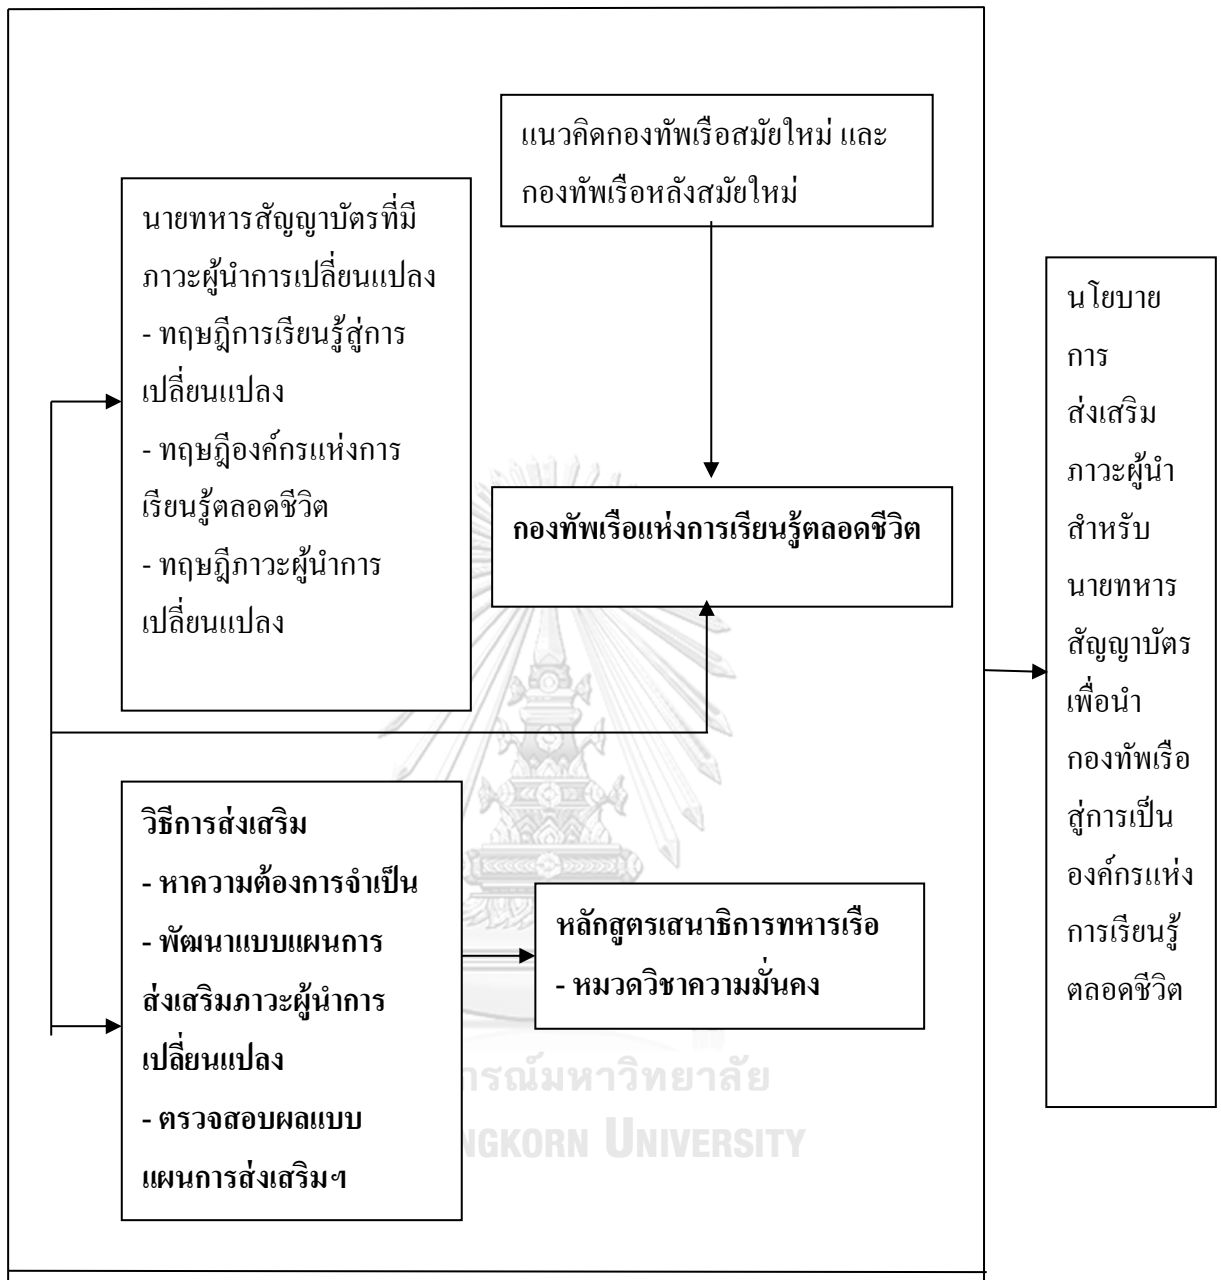 แนวคิดกองทัพเรือสมัยใหม่ และ
กองทัพเรือหลังสมัยใหม่
นายทหารสัญญาบัตรที่มี
ภาวะผู้นำการเปลี่ยนแปลง
- ทฤษฎีการเรียนรู้สู่การ
เปลี่ยนแปลง
- ทฤษฎีองค์กรแห่งการ
เรียนรู้ตลอดชีวิต
- ทฤษฎีภาวะผู้นำการ
เปลี่ยนแปลง
กองทัพเรือแห่งการเรียนรู้ตลอดชีวิต
วิธีการส่งเสริม
- หาความต้องการจำเป็น
- พัฒนาแบบแผนการ
ส่งเสริมภาวะผู้นำการ
เปลี่ยนแปลง
- ตรวจสอบผลแบบ
แผนการส่งเสริมฯ
หลักสูตรเสนาธิการทหารเรือ
- หมวดวิชาความมั่นคง
นโยบาย
การ
ส่งเสริม
ภาวะผู้นำ
สำหรับ
นายทหาร
สัญญาบัตร
เพื่อนำ
กองทัพเรือ
สู่การเป็น
องค์กรแห่ง
การเรียนรู้
ตลอดชีวิต
ารณ์มหาวิทยาลัย
NGKORN UNIVERSITY